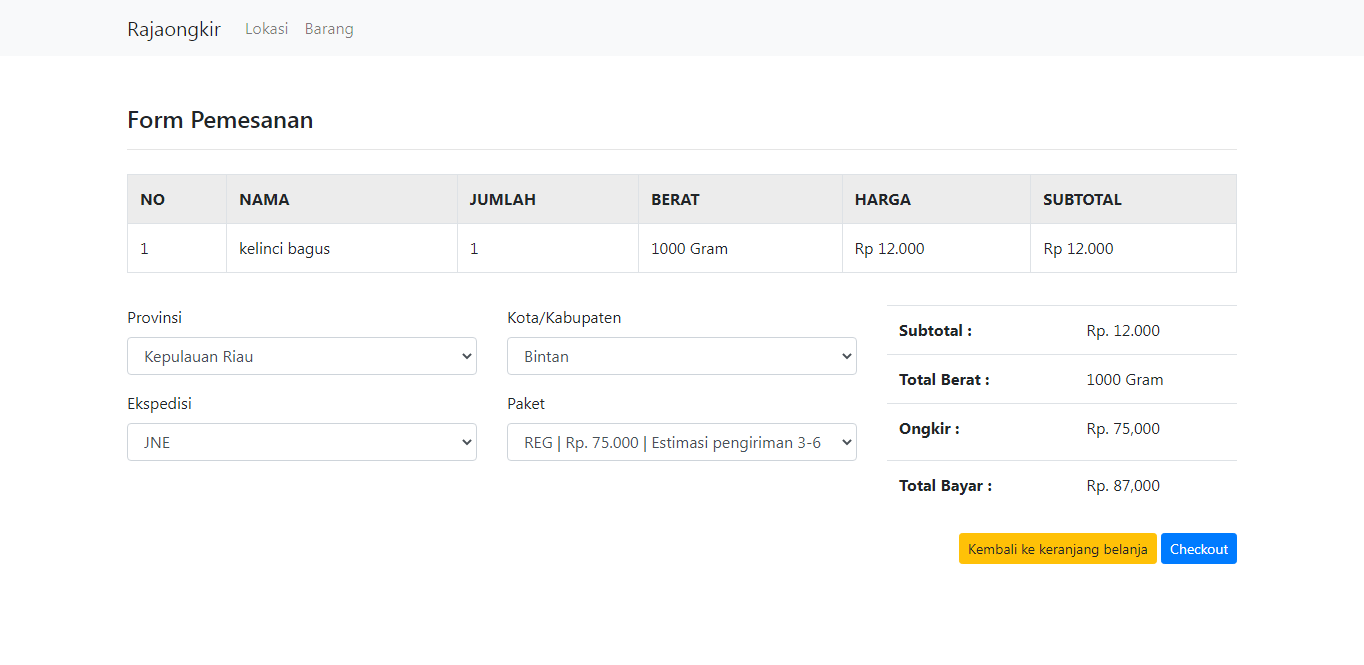 Rajaongkir Lokasi Barang
Form Pemesanan
NO NAMA JUMLAH BERAT HARGA SUBTOTAL
1 kelinci bagus 1 1000 Gram Rp 12.000 Rp 12.000
Provinsi Kota/Kabupaten
Kepulauan Riau Bintan
Ekspedisi Paket
JNE REG | Rp. 75.000 | Estimasi pengiriman 3-6
Subtotal : Rp. 12.000
Total Berat : 1000 Gram
Ongkir : Rp. 75,000
Total Bayar : Rp. 87,000
Kembali ke keranjang belanja Checkout